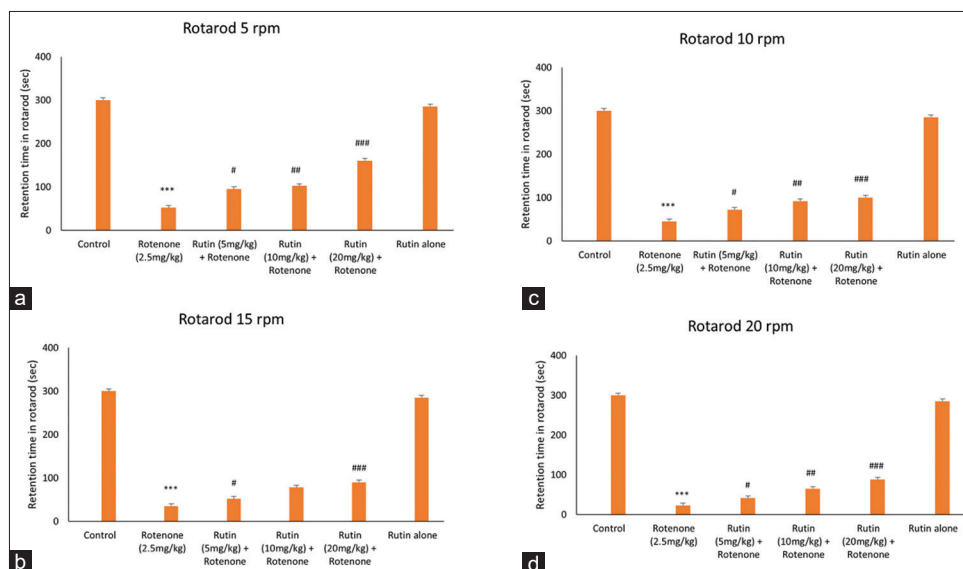 Rotarod 5 rpm
Retention time in rotarod (sec)
400
300
200
100
0
***
#
##
###
Control
Rotenone
(2.5mg/kg)
Rutin (5mg/kg)
+ Rotenone
Rutin
(10mg/kg) +
Rotenone
Rutin
(20mg/kg) +
Rotenone
Rutin alone
a
Rotarod 10 rpm
Retention time in rotarod (sec)
400
300
200
100
0
***
#
##
###
Control
Rotenone
(2.5mg/kg)
Rutin (5mg/kg)
+ Rotenone
Rutin
(10mg/kg) +
Rotenone
Rutin
(20mg/kg) +
Rotenone
Rutin alone
c
Rotarod 15 rpm
Retention time in rotarod (sec)
400
300
200
100
0
***
#
###
Control
Rotenone
(2.5mg/kg)
Rutin
(5mg/kg) +
Rotenone
Rutin
(10mg/kg) +
Rotenone
Rutin
(20mg/kg) +
Rotenone
Rutin alone
b
Rotarod 20 rpm
Retention time in rotarod (sec)
400
300
200
100
0
***
#
##
###
Control
Rotenone
(2.5mg/kg)
Rutin
(5mg/kg) +
Rotenone
Rutin
(10mg/kg) +
Rotenone
Rutin
(20mg/kg) +
Rotenone
Rutin alone
d